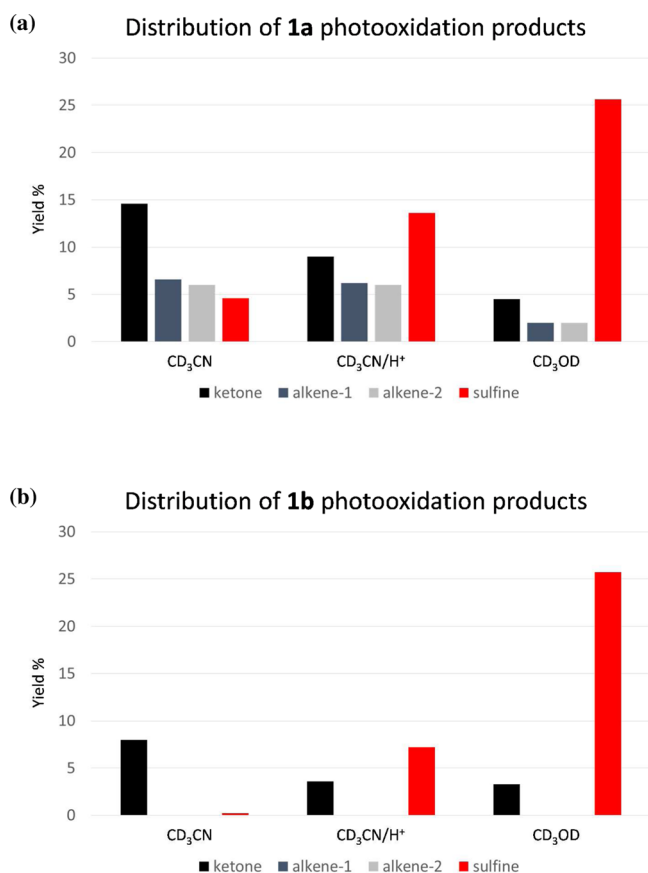 (a)
Distribution of 1a photooxidation products
30
25
20
15
10
5
0
Yield %
CD₃CN CD₃CN/H⁺ CD₃OD
ketone alkene-1 alkene-2 sulfine
(b)
Distribution of 1b photooxidation products
30
25
20
15
10
5
0
Yield %
CD₃CN CD₃CN/H⁺ CD₃OD
ketone alkene-1 alkene-2 sulfine